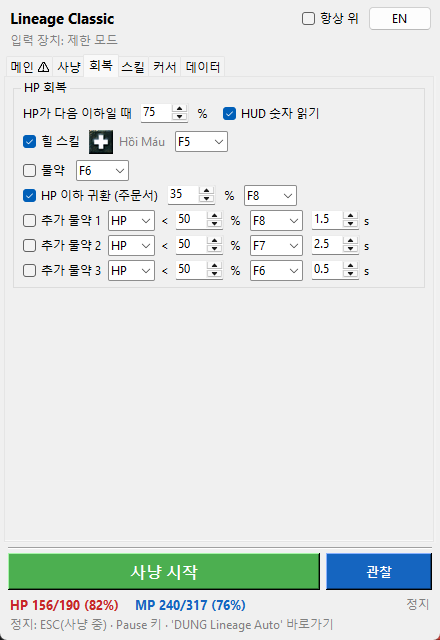 Lineage Classic
항상 위
EN
입력 장치: 제한 모드
메인 ⚠ 사냥 회복 스킬 커서 데이터
HP 회복
HP가 다음 이하일 때 75 % HUD 숫자 읽기
힐 스킬 Hồi Máu F5
물약 F6
HP 이하 귀환 (주문서) 35 % F8
추가 물약 1 HP < 50 % F8 1.5 s
추가 물약 2 HP < 50 % F7 2.5 s
추가 물약 3 HP < 50 % F6 0.5 s
사냥 시작
관찰
HP 156/190 (82%) MP 240/317 (76%) 정지
정지: ESC(사냥 중) · Pause 키 · 'DUNG Lineage Auto' 바로가기